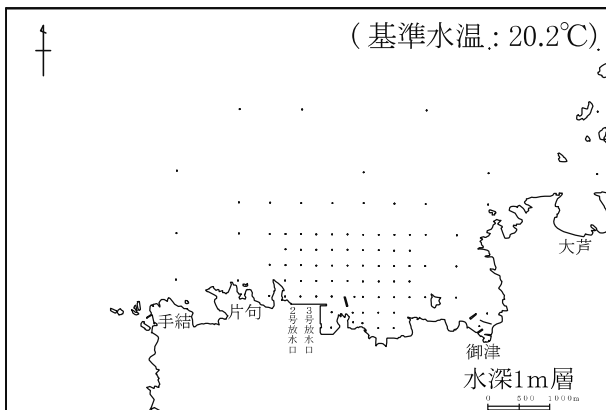 (基準水温:20.2℃)
大芦
手結
片句
2号放水口
3号放水口
御津
水深1m層
0 500 1000m